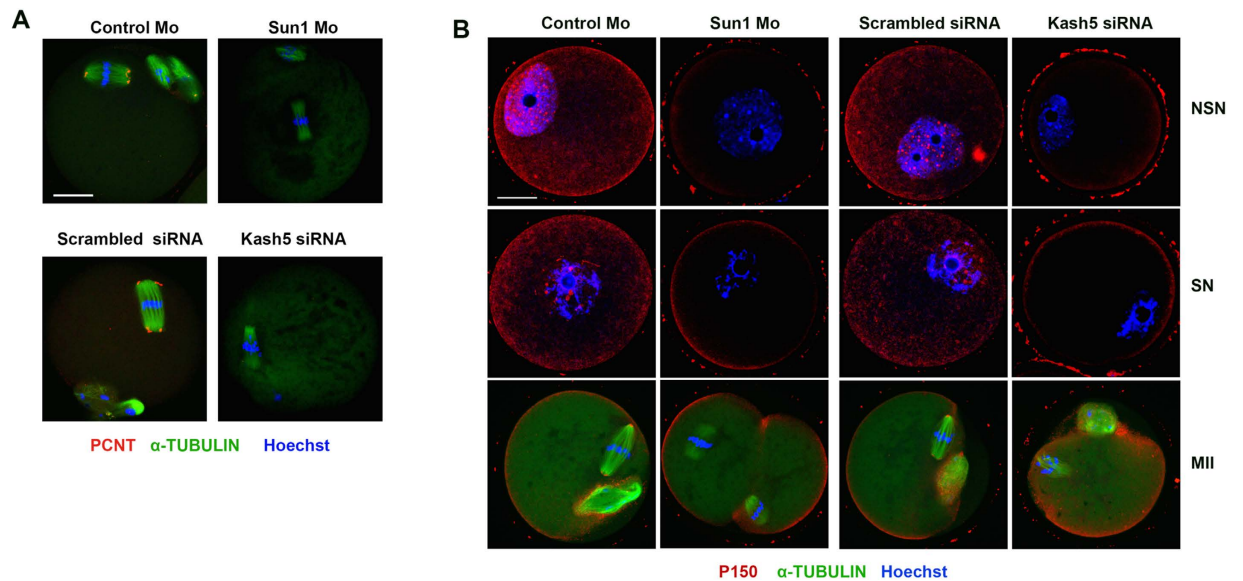 A
Control Mo Sun1 Mo
Scrambled siRNA Kash5 siRNA
PCNT α-TUBULIN Hoechst
B
Control Mo Sun1 Mo Scrambled siRNA Kash5 siRNA
NSN
SN
MII
P150 α-TUBULIN Hoechst